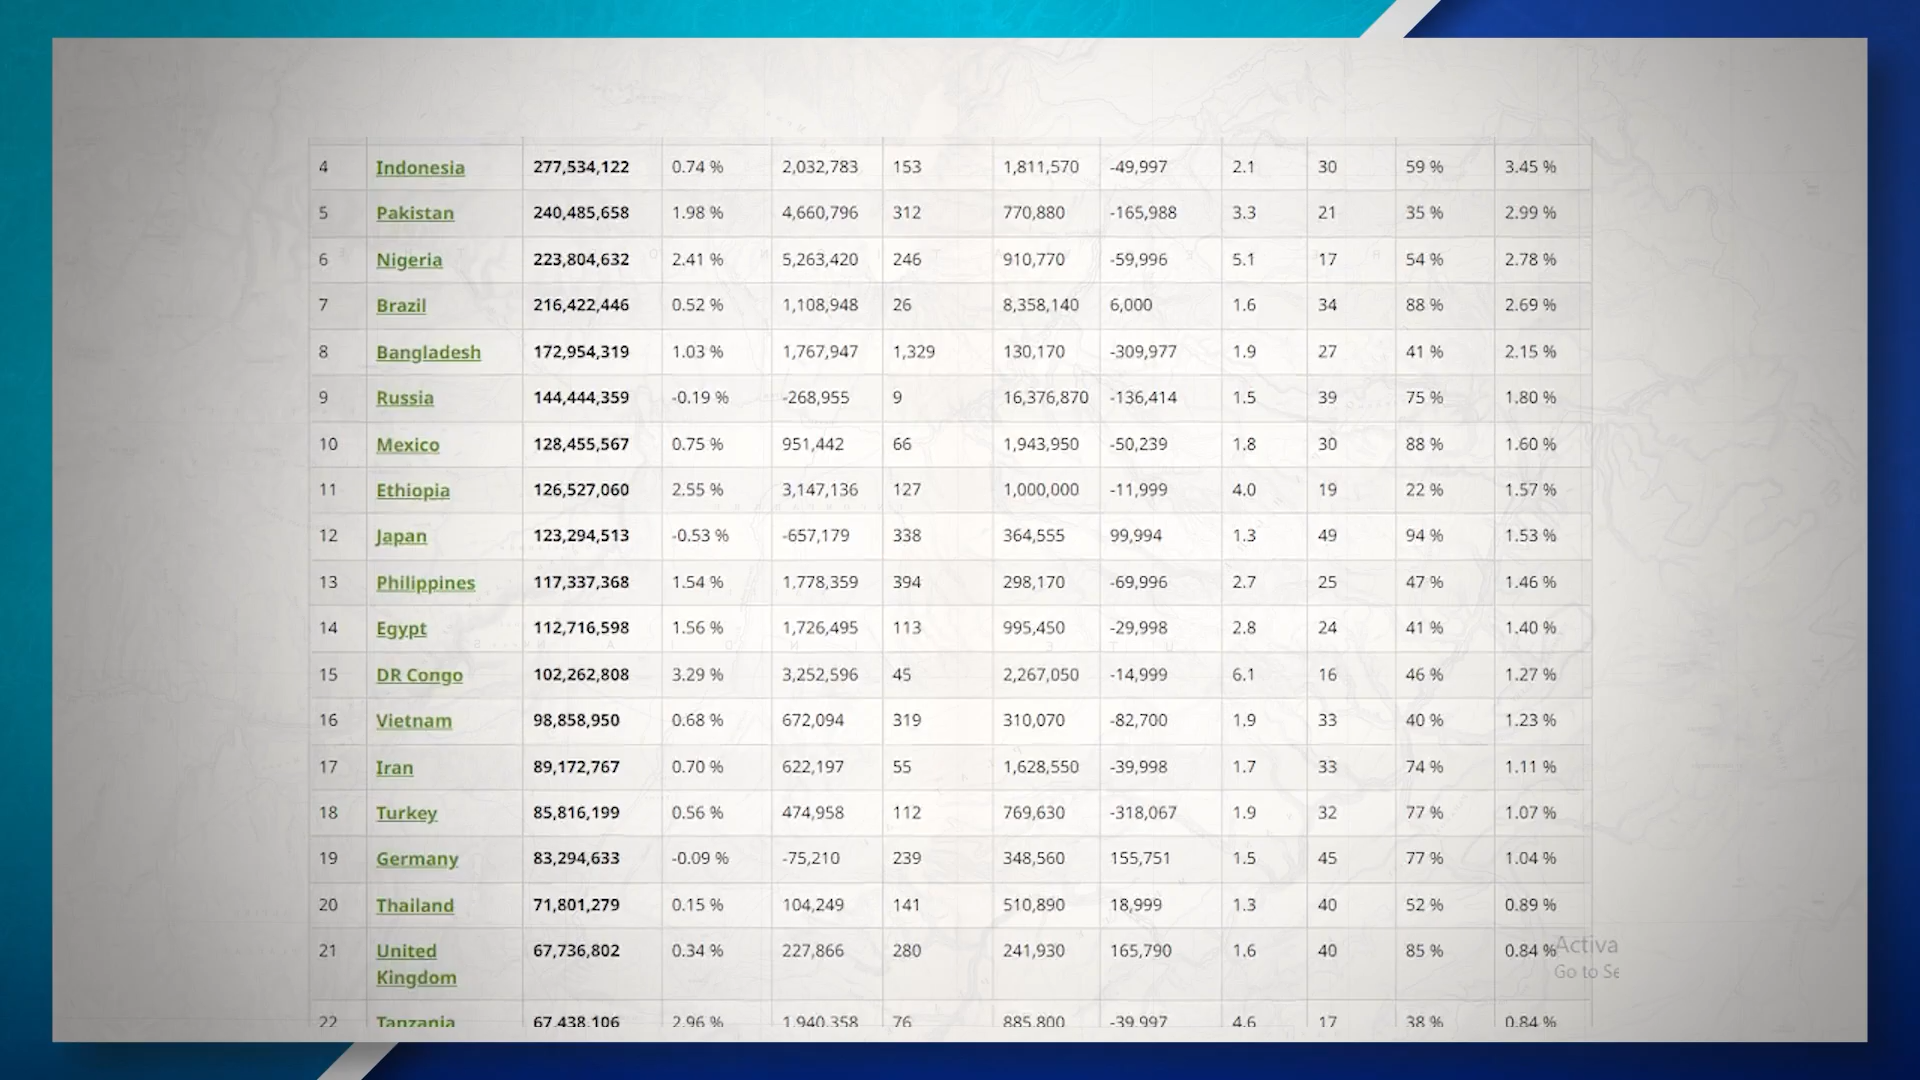 4 Indonesia 277,534,122 0.74 % 2,032,783 153 1,811,570 -49,997 2.1 30 59 % 3.45 %
5 Pakistan 240,485,658 1.98 % 4,660,796 312 770,880 -165,988 3.3 21 35 % 2.99 %
6 Nigeria 223,804,632 2.41 % 5,263,420 246 910,770 -59,996 5.1 17 54 % 2.78 %
7 Brazil 216,422,446 0.52 % 1,108,948 26 8,358,140 6,000 1.6 34 88 % 2.69 %
8 Bangladesh 172,954,319 1.03 % 1,767,947 1,329 130,170 -309,977 1.9 27 41 % 2.15 %
9 Russia 144,444,359 -0.19 % -268,955 9 16,376,870 -136,414 1.5 39 75 % 1.80 %
10 Mexico 128,455,567 0.75 % 951,442 66 1,943,950 -50,239 1.8 30 88 % 1.60 %
11 Ethiopia 126,527,060 2.55 % 3,147,136 127 1,000,000 -11,999 4.0 19 22 % 1.57 %
12 Japan 123,294,513 -0.53 % -657,179 338 364,555 99,994 1.3 49 94 % 1.53 %
13 Philippines 117,337,368 1.54 % 1,778,359 394 298,170 -69,996 2.7 25 47 % 1.46 %
14 Egypt 112,716,598 1.56 % 1,726,495 113 995,450 -29,998 2.8 24 41 % 1.40 %
15 DR Congo 102,262,808 3.29 % 3,252,596 45 2,267,050 -14,999 6.1 16 46 % 1.27 %
16 Vietnam 98,858,950 0.68 % 672,094 319 310,070 -82,700 1.9 33 40 % 1.23 %
17 Iran 89,172,767 0.70 % 622,197 55 1,628,550 -39,998 1.7 33 74 % 1.11 %
18 Turkey 85,816,199 0.56 % 474,958 112 769,630 -318,067 1.9 32 77 % 1.07 %
19 Germany 83,294,633 -0.09 % -75,210 239 348,560 155,751 1.5 45 77 % 1.04 %
20 Thailand 71,801,279 0.15 % 104,249 141 510,890 18,999 1.3 40 52 % 0.89 %
21 United 67,736,802 0.34 % 227,866 280 241,930 165,790 1.6 40 85 % 0.84 %
Kingdom
Activa
Go to Se
22 Tanzania 67,438,106 2.96 % 1,940,358 76 885,800 -39,997 4.6 17 38 % 0.84 %